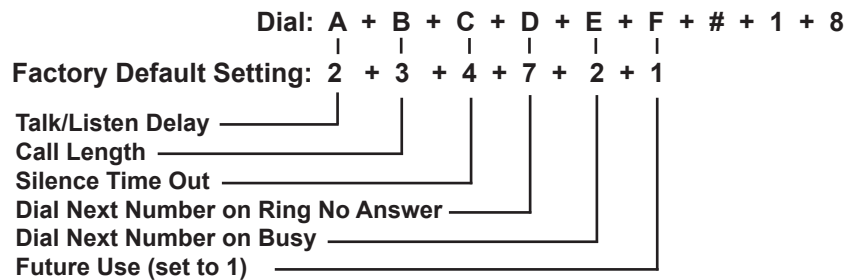 Dial: A + B + C + D + E + F + # + 1 + 8
Factory Default Setting: 2 + 3 + 4 + 7 + 2 + 1
Talk/Listen Delay
Call Length
Silence Time Out
Dial Next Number on Ring No Answer
Dial Next Number on Busy
Future Use (set to 1)